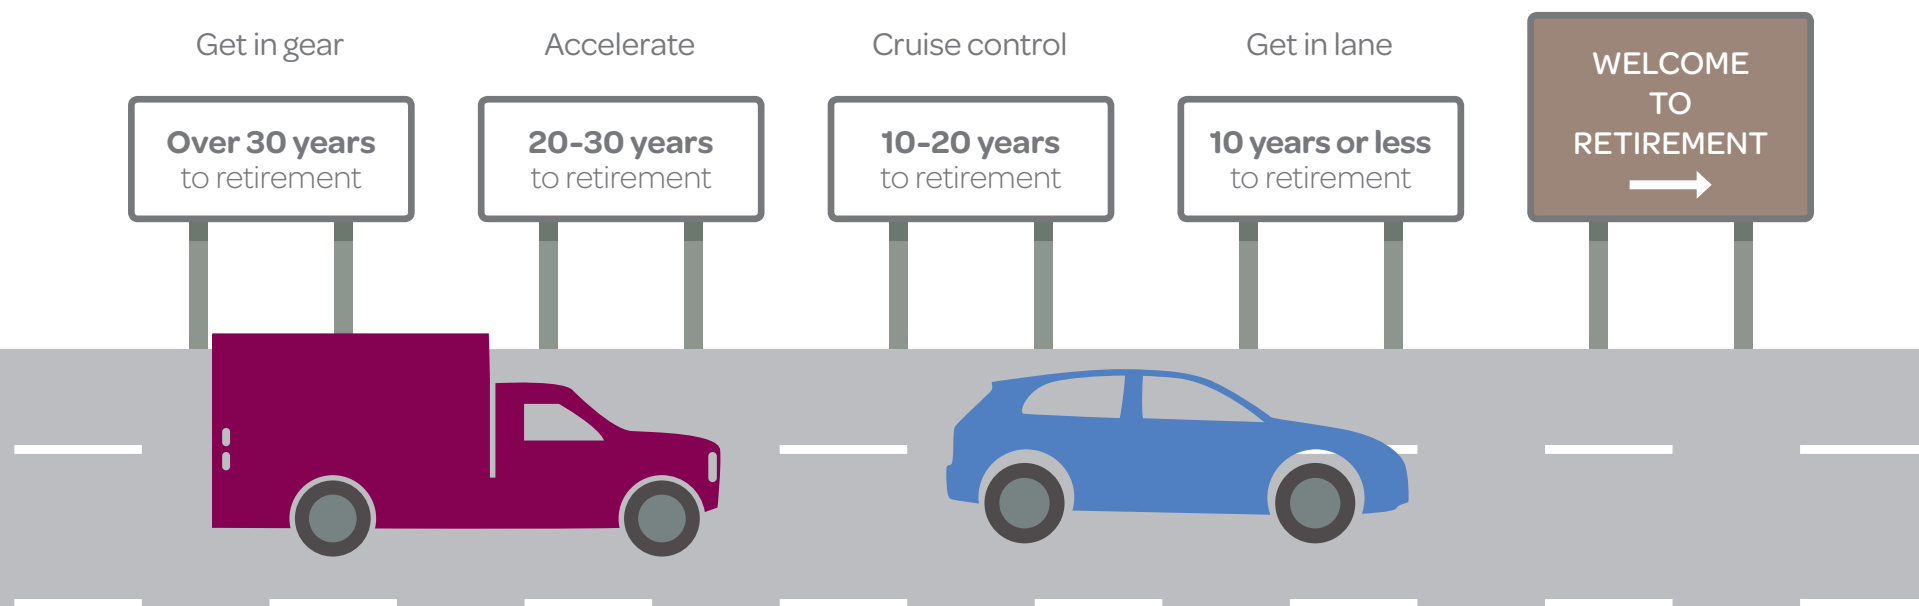 Get in gear
Over 30 years
to retirement
Accelerate
20-30 years
to retirement
Cruise control
10-20 years
to retirement
Get in lane
10 years or less
to retirement
WELCOME
TO
RETIREMENT